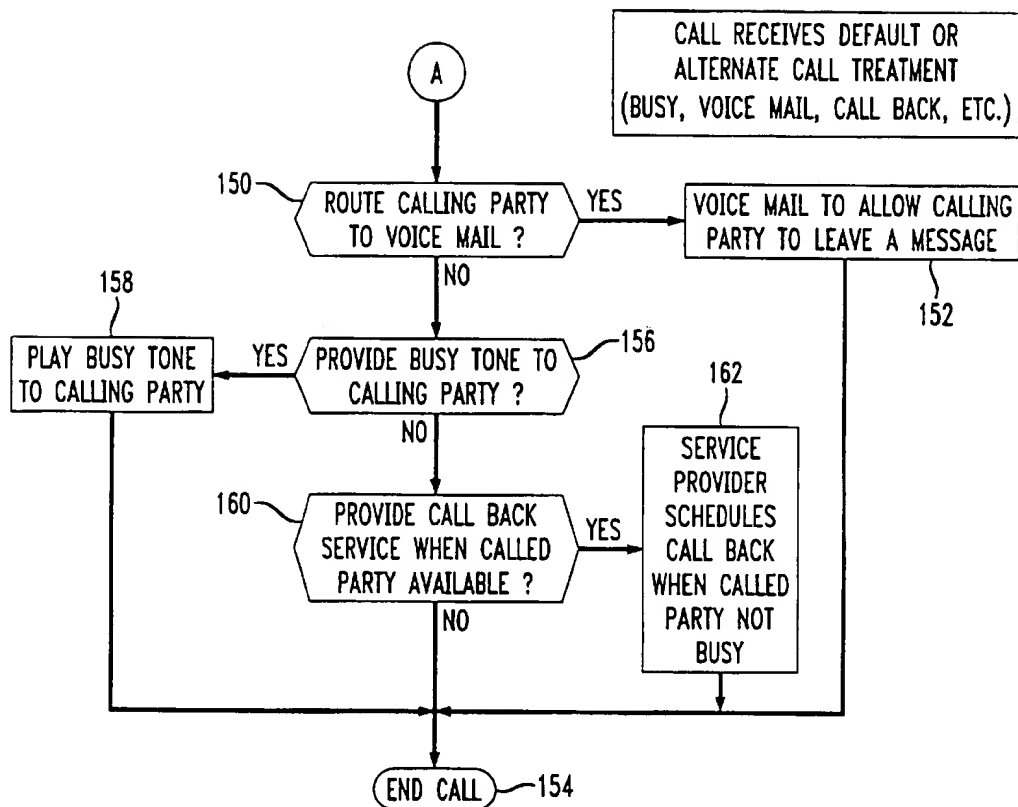 CALL RECEIVES DEFAULT OR
ALTERNATE CALL TREATMENT
(BUSY, VOICE MAIL, CALL BACK, ETC.)
A
150
ROUTE CALLING PARTY
TO VOICE MAIL ?
YES
NO
VOICE MAIL TO ALLOW CALLING
PARTY TO LEAVE A MESSAGE
152
158
PLAY BUSY TONE
TO CALLING PARTY
YES
PROVIDE BUSY TONE TO
CALLING PARTY ?
156
NO
162
160
PROVIDE CALL BACK
SERVICE WHEN CALLED
PARTY AVAILABLE ?
YES
NO
SERVICE
PROVIDER
SCHEDULES
CALL BACK
WHEN CALLED
PARTY NOT
BUSY
END CALL
154